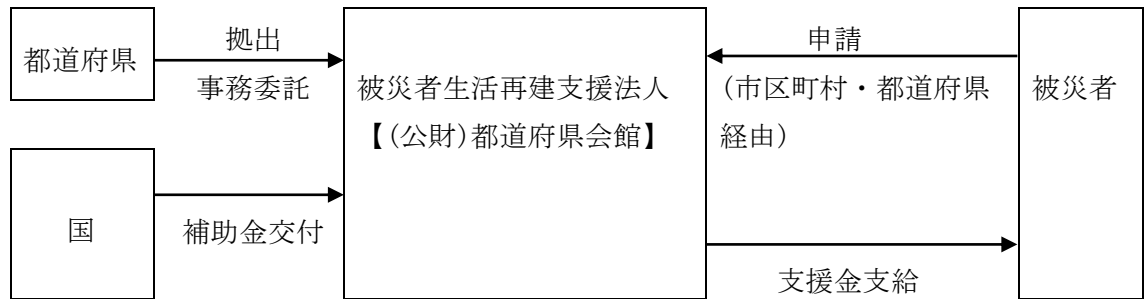 都道府県
拠出
事務委託
被災者生活再建支援法人
【(公財)都道府県会館】
申請
(市区町村・都道府県
経由)
被災者
国
補助金交付
支援金支給